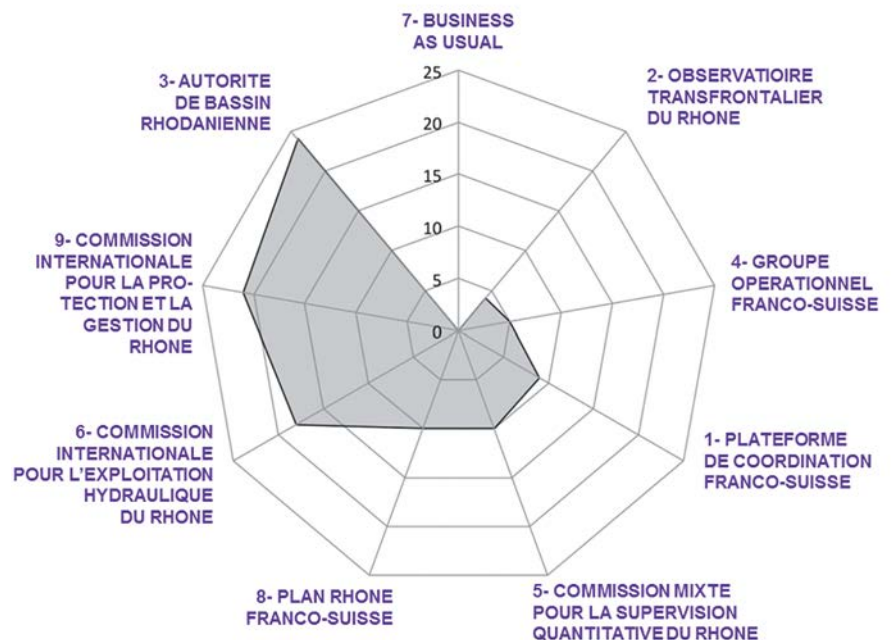 7- BUSINESS
AS USUAL
2- OBSERVATIOIRE
TRANSFRONTALIER
DU RHONE
4- GROUPE
OPERATIONNEL
FRANCO-SUISSE
1- PLATEFORME
DE COORDINATION
FRANCO-SUISSE
5- COMMISSION MIXTE
POUR LA SUPERVISION
QUANTITATIVE DU RHONE
8- PLAN RHONE
FRANCO-SUISSE
6- COMMISSION
INTERNATIONALE
POUR L'EXPLOITATION
HYDRAULIQUE
DU RHONE
9- COMMISSION
INTERNATIONALE
POUR LA PRO-
TECTION ET LA
GESTION DU
RHONE
3- AUTORITE
DE BASSIN
RHODANIENNE
25
20
15
10
5
0